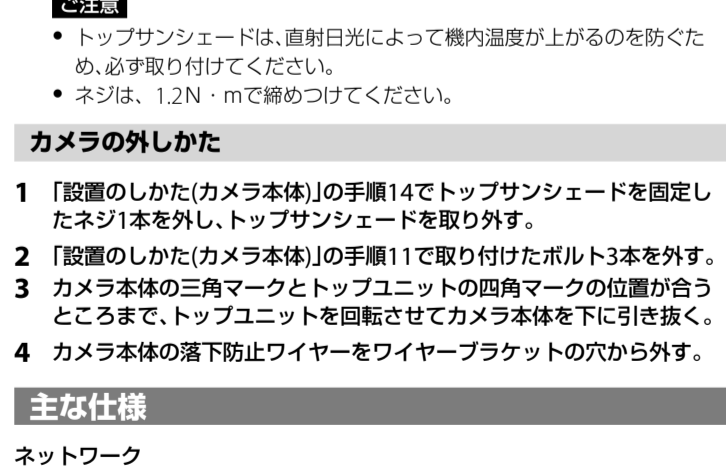 ご注意
• トップサンシェードは、直射日光によって機内温度が上がるのを防ぐた
め、必ず取り付けてください。
• ネジは、1.2N・mで締めつけてください。
カメラの外しかた
1 「設置のしかた(カメラ本体)」の手順14でトップサンシェードを固定し
たネジ1本を外し、トップサンシェードを取り外す。
2 「設置のしかた(カメラ本体)」の手順11で取り付けたボルト3本を外す。
3 カメラ本体の三角マークとトップユニットの四角マークの位置が合う
ところまで、トップユニットを回転させてカメラ本体を下に引き抜く。
4 カメラ本体の落下防止ワイヤーをワイヤーブラケットの穴から外す。
主な仕様
ネットワーク